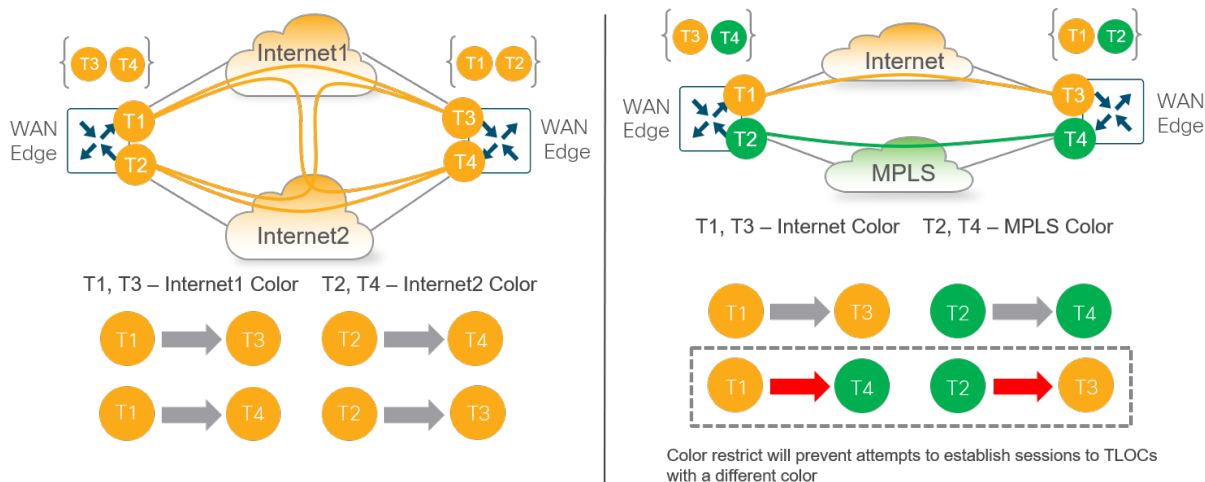 T3 T4
Internet1
T1 T2
WAN
Edge
T1
T2
T3
T4
WAN
Edge
Internet2
T1, T3 – Internet1 Color T2, T4 – Internet2 Color
T1 T3 T2 T4
T1 T4 T2 T3
T3 T4
Internet
T1 T2
WAN
Edge
T1
T2
T3
T4
WAN
Edge
MPLS
T1, T3 – Internet Color T2, T4 – MPLS Color
T1 T3 T2 T4
T1 T4 T2 T3
Color restrict will prevent attempts to establish sessions to TLOCs
with a different color